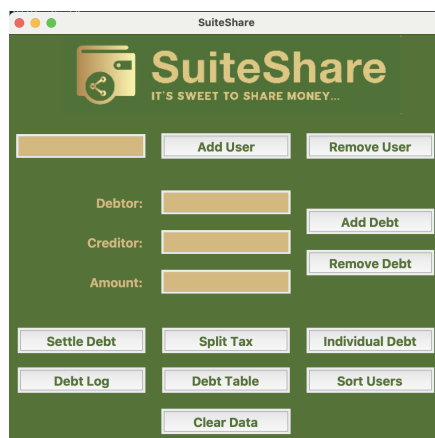 SuiteShare
SuiteShare
IT'S SWEET TO SHARE MONEY...
Add User
Remove User
Debtor:
Add Debt
Creditor:
Remove Debt
Amount:
Settle Debt
Split Tax
Individual Debt
Debt Log
Debt Table
Sort Users
Clear Data